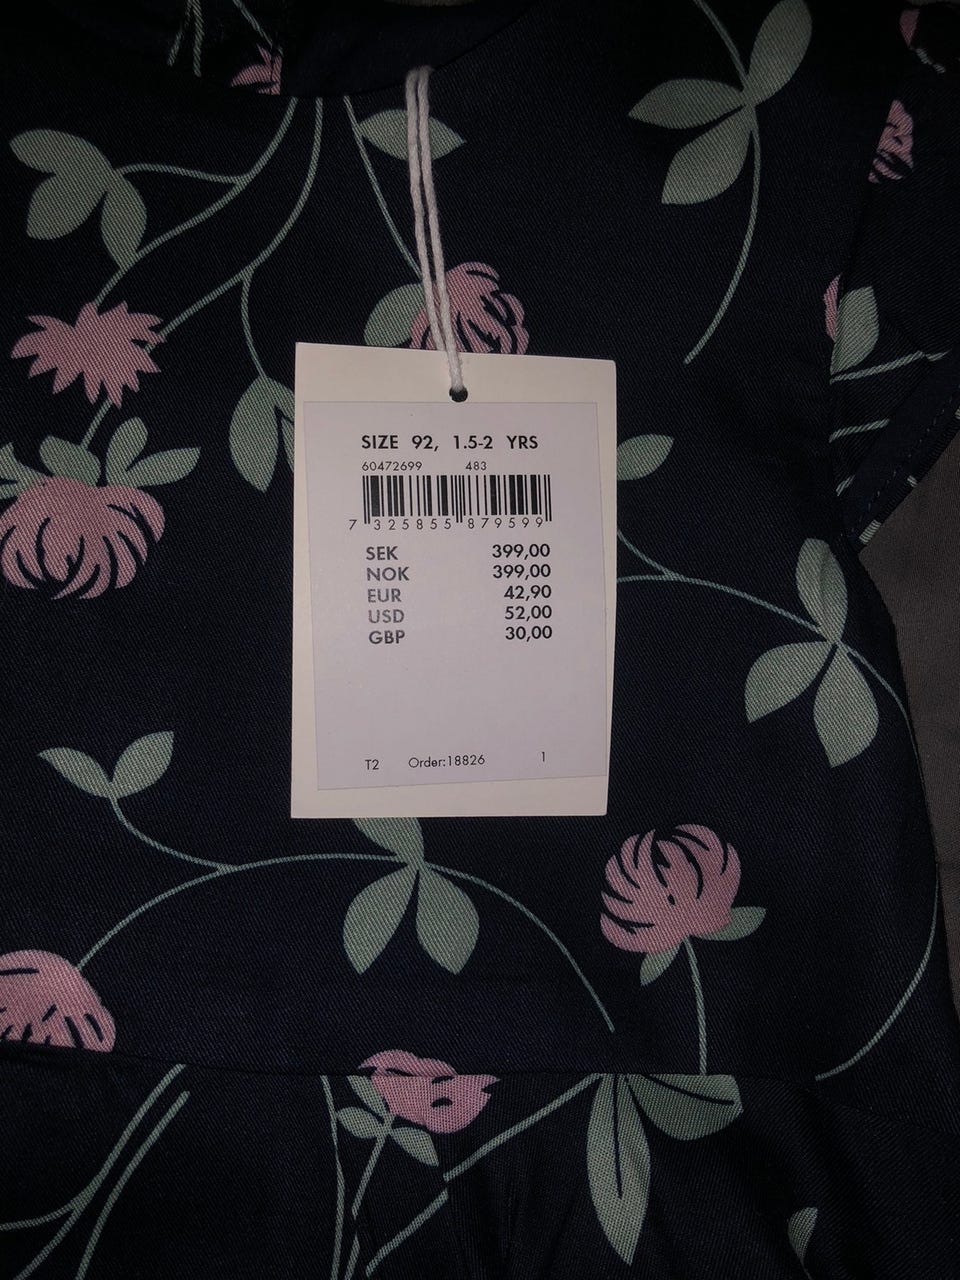 SIZE 92, 1.5-2 YRS
60472699 483
7 325855 879599
SEK 399,00
NOK 399,00
EUR 42,90
USD 52,00
GBP 30,00
T2 Order:18826 1